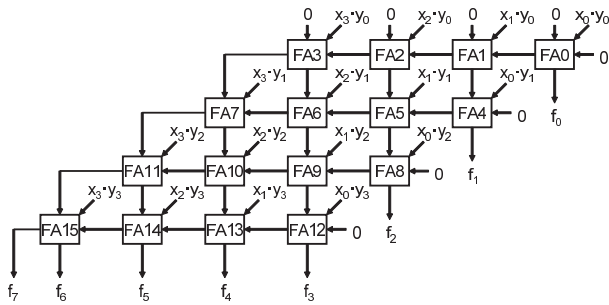 0 x₃·y₀ 0 x₂·y₀ 0 x₁·y₀ 0 x₀·y₀
FA3 FA2 FA1 FA0 0
x₃·y₁ x₂·y₁ x₁·y₁ x₀·y₁ f₀
FA7 FA6 FA5 FA4 0
x₃·y₂ x₂·y₂ x₁·y₂ x₀·y₂ f₁
FA11 FA10 FA9 FA8 0
x₃·y₃ x₂·y₃ x₁·y₃ x₀·y₃ f₂
FA15 FA14 FA13 FA12 0
f₇ f₆ f₅ f₄ f₃